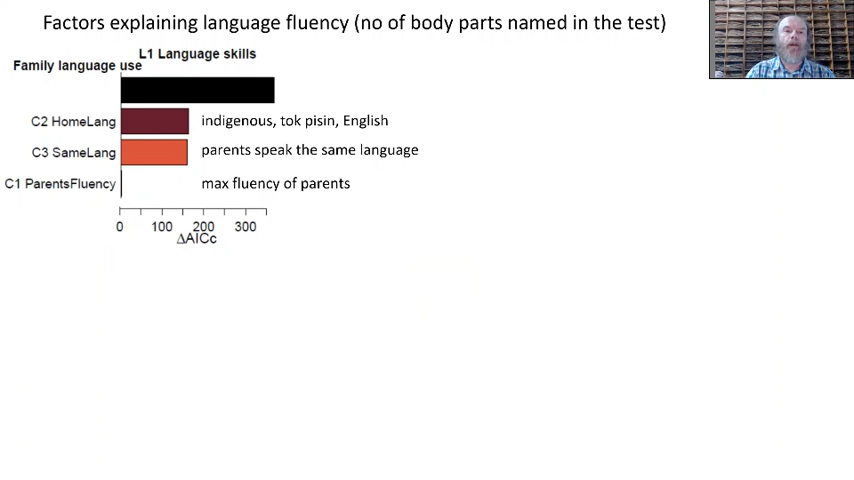 Factors explaining language fluency (no of body parts named in the test)
L1 Language skills
Family language use
C2 HomeLang indigenous, tok pisin, English
C3 SameLang parents speak the same language
C1 ParentsFluency max fluency of parents
0 100 200 300
ΔAICc